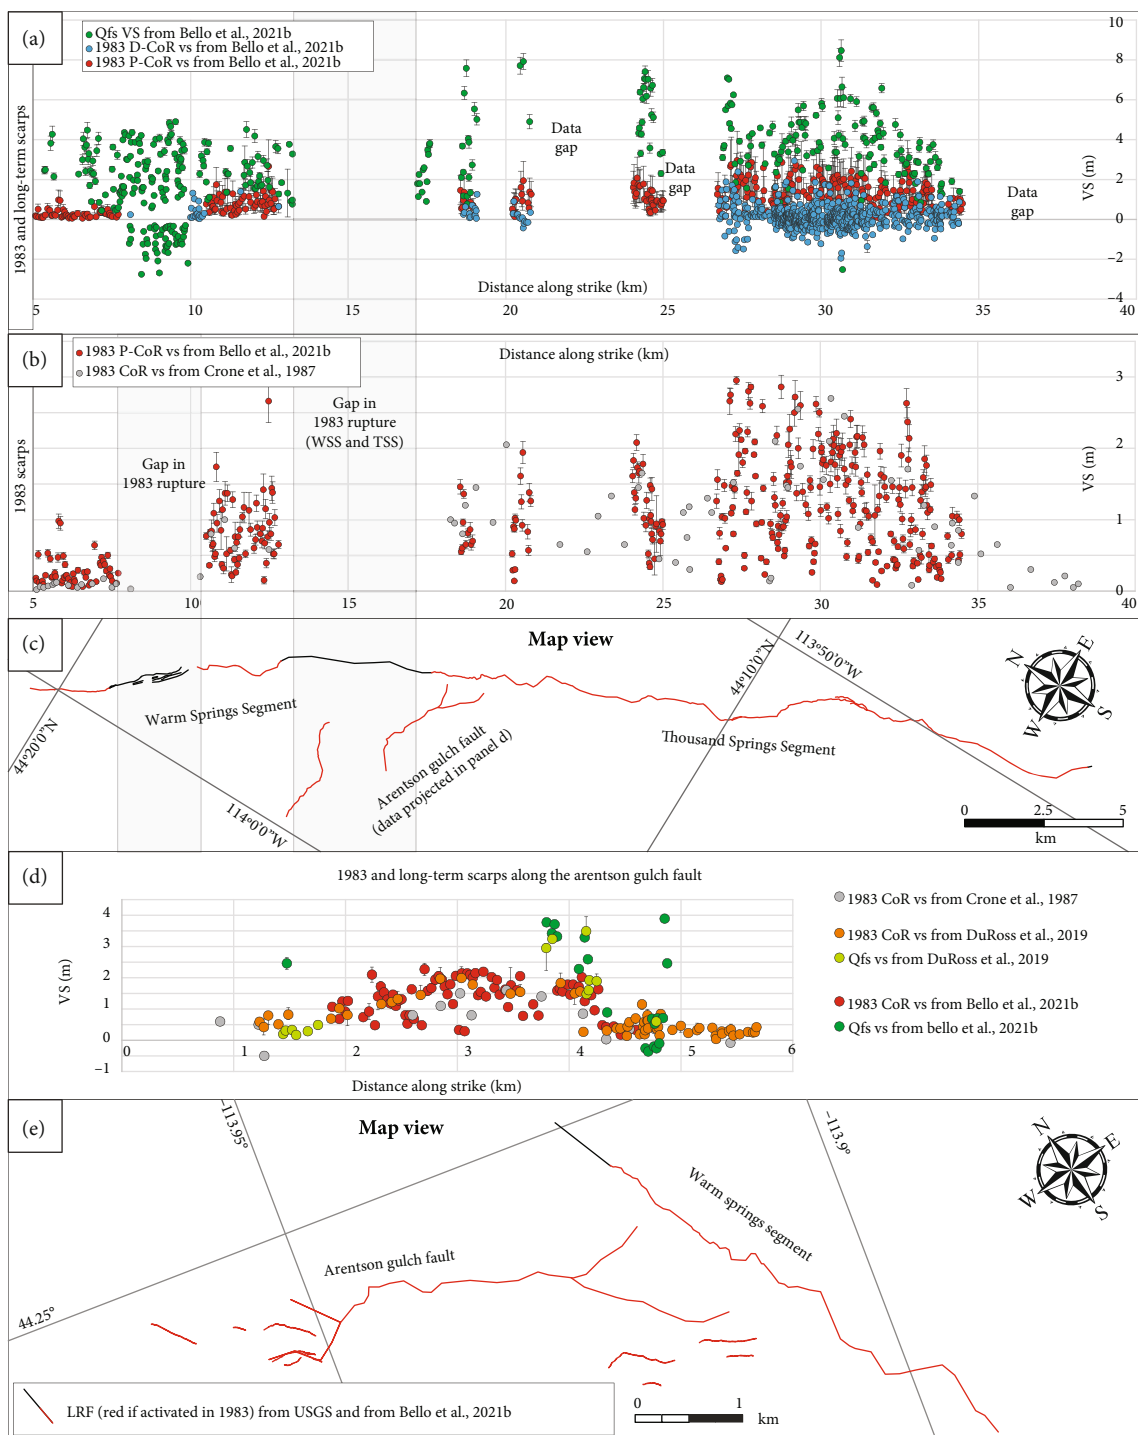 (a)
Qfs VS from Bello et al., 2021b
1983 D-CoR vs from Bello et al., 2021b
1983 P-CoR vs from Bello et al., 2021b
1983 and long-term scarps
Data
gap
Data
gap
Data
gap
10
8
6
4
2
0
−2
−4
VS (m)
Distance along strike (km)
5
10
15
20
25
30
35
40
(b)
1983 P-CoR vs from Bello et al., 2021b
1983 CoR vs from Crone et al., 1987
Distance along strike (km)
1983 scarps
Gap in
1983 rupture
Gap in
1983 rupture
(WSS and TSS)
3
2
1
0
VS (m)
5
10
15
20
25
30
35
40
(c)
Map view
44°20'0"N
114°0'0"W
44°10'0"N
113°50'0"W
Warm Springs Segment
Arentson gulch fault
(data projected in panel d)
Thousand Springs Segment
N
E
S
W
0
2.5
5
km
(d)
1983 and long-term scarps along the arentson gulch fault
4
3
2
1
0
−1
VS (m)
0
1
2
3
4
5
6
Distance along strike (km)
1983 CoR vs from Crone et al., 1987
1983 CoR vs from DuRoss et al., 2019
Qfs vs from DuRoss et al., 2019
1983 CoR vs from Bello et al., 2021b
Qfs vs from bello et al., 2021b
(e)
Map view
−113.95°
−113.9°
44.25°
Arentson gulch fault
Warm springs segment
N
E
S
W
LRF (red if activated in 1983) from USGS and from Bello et al., 2021b
0
1
km